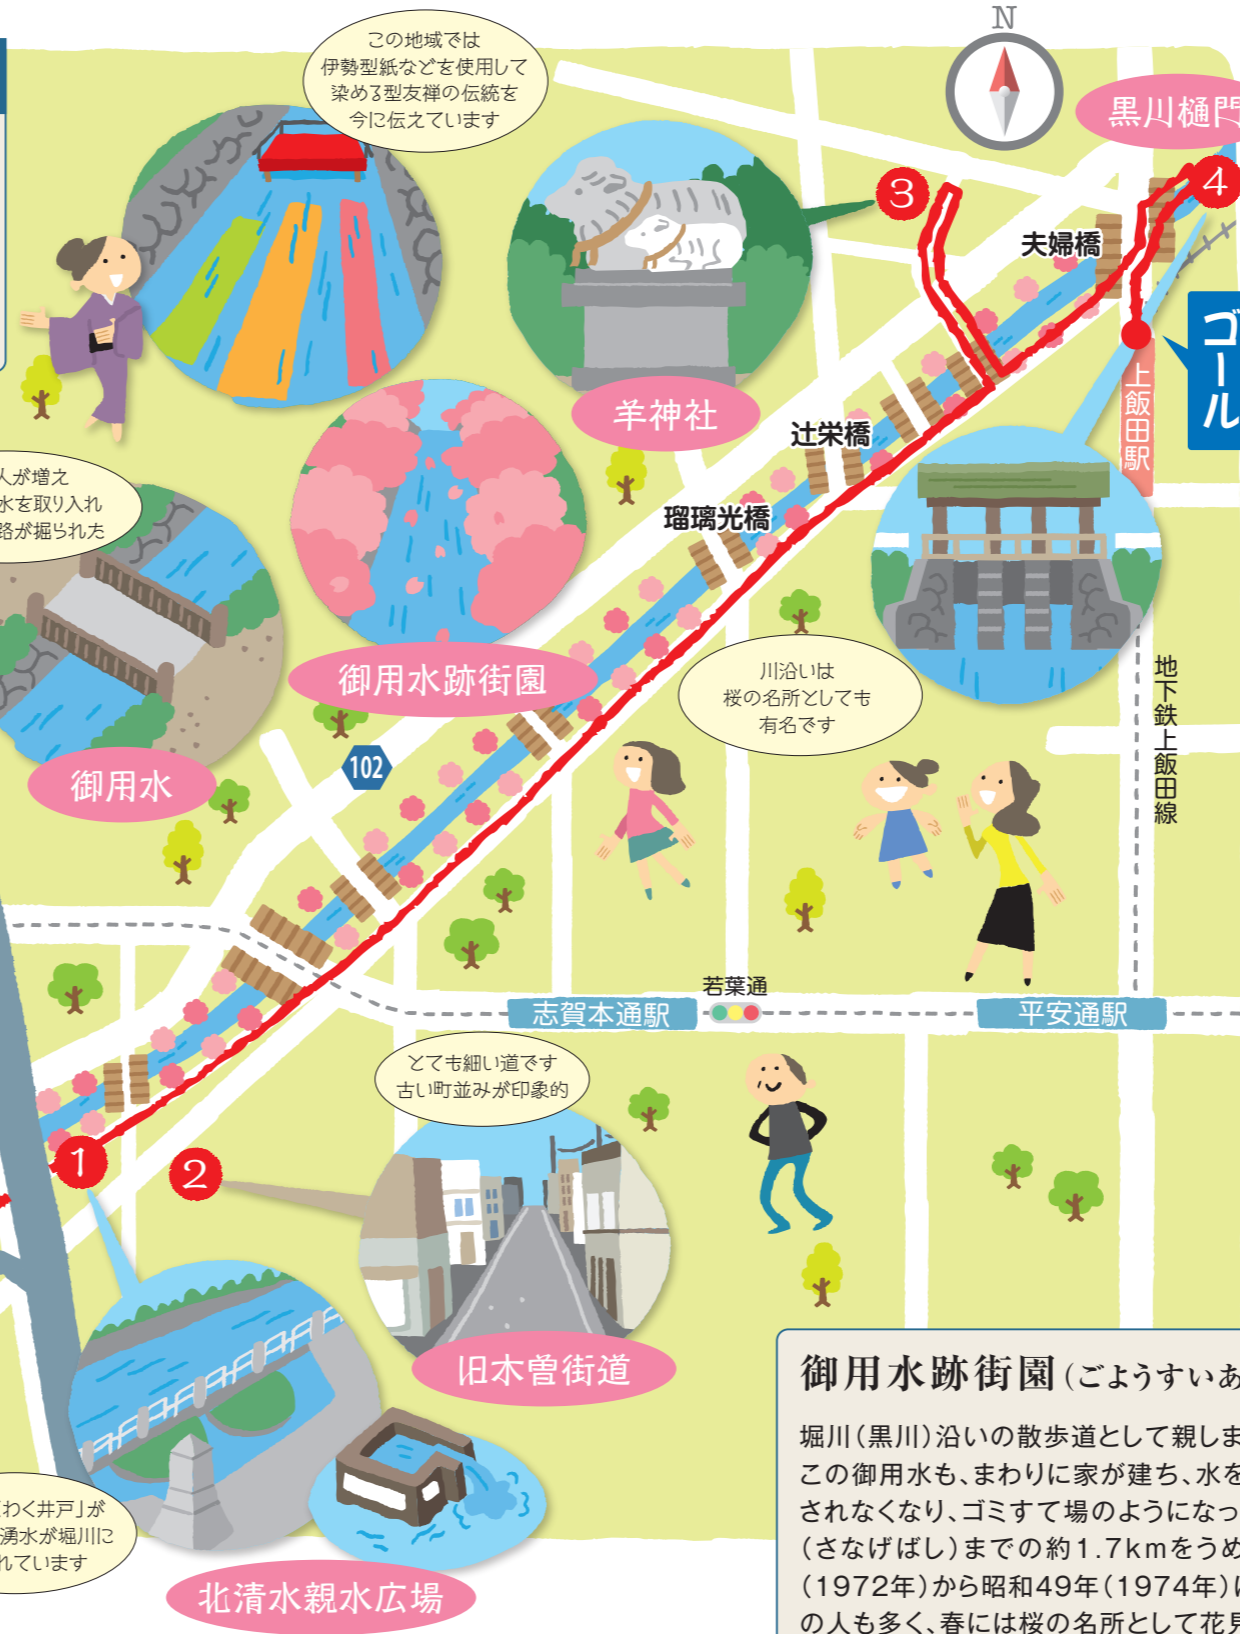 この地域では
伊勢型紙などを使用して
染める型友禅の伝統を
今に伝えています
N
黒川樋門
3
4
夫婦橋
ゴール
上飯田駅
羊神社
辻栄橋
瑠璃光橋
人が増え
水を取り入れ
路が掘られた
御用水跡街園
川沿いは
桜の名所としても
有名です
地下鉄上飯田線
御用水
102
若葉通
志賀本通駅
平安通駅
とても細い道です
古い町並みが印象的
1
2
旧木曽街道
わく井戸」が
湧水が堀川に
れています
北清水親水広場
御用水跡街園(ごようすいあ
堀川(黒川)沿いの散歩道として親しま
この御用水も、まわりに家が建ち、水を
されなくなり、ゴミすて場のようになっ
(さなげばし)までの約1.7kmをうめ
(1972年)から昭和49年(1974年)に
の人も多く、春には桜の名所として花見